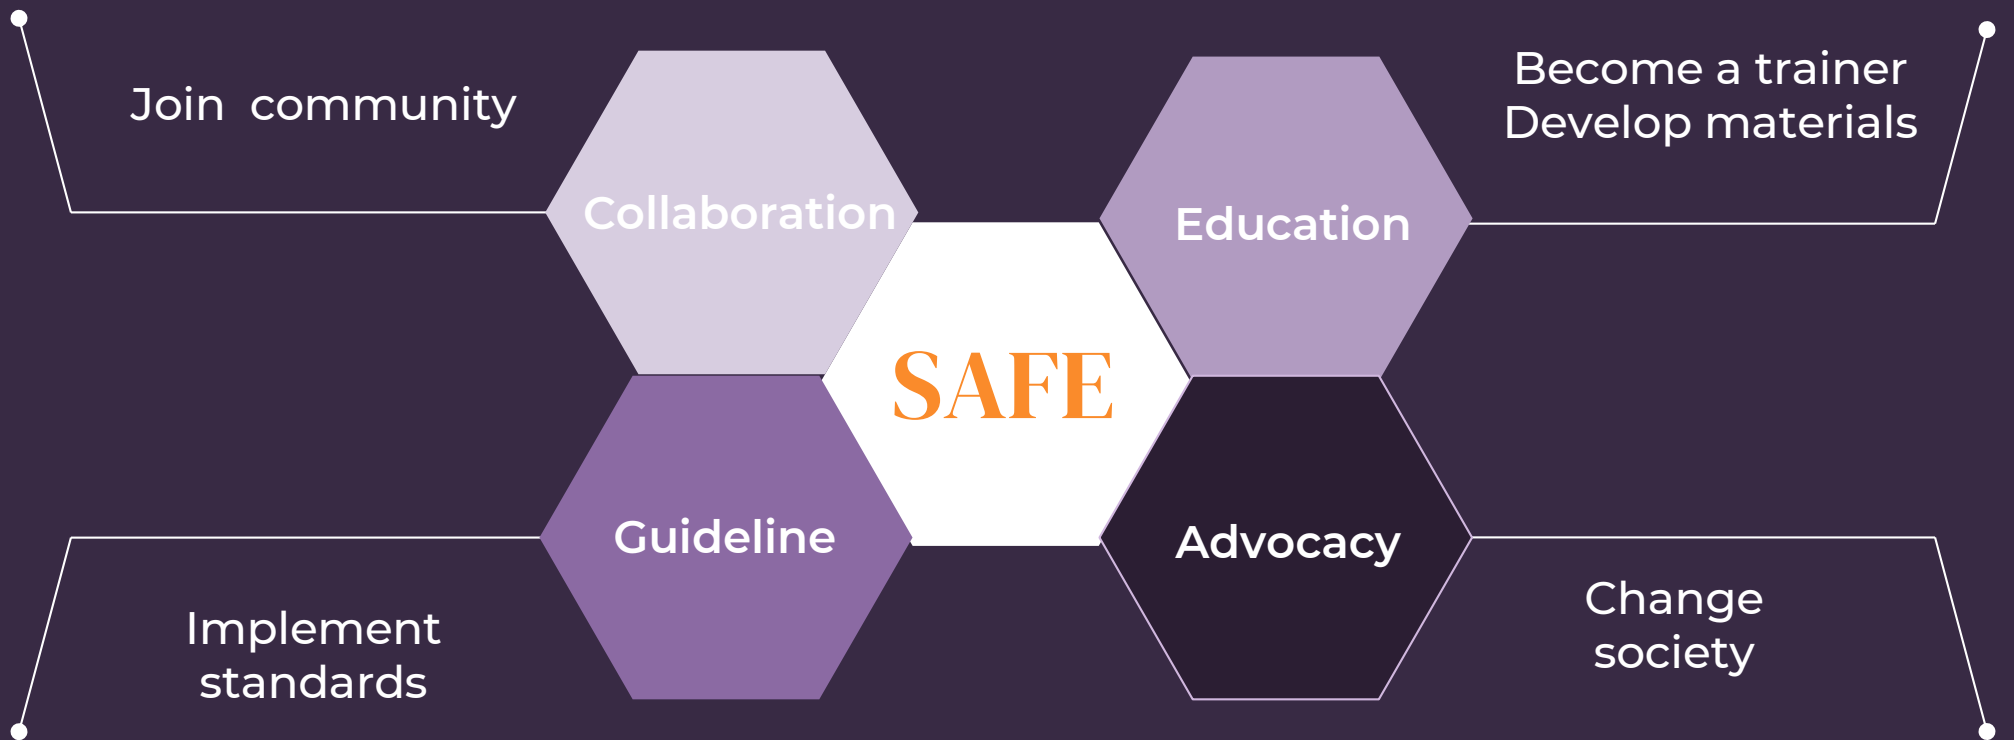 Join  community
Collaboration
Become a trainer
Develop materials
Education
SAFE
Guideline
Implement
standards
Advocacy
Change
society